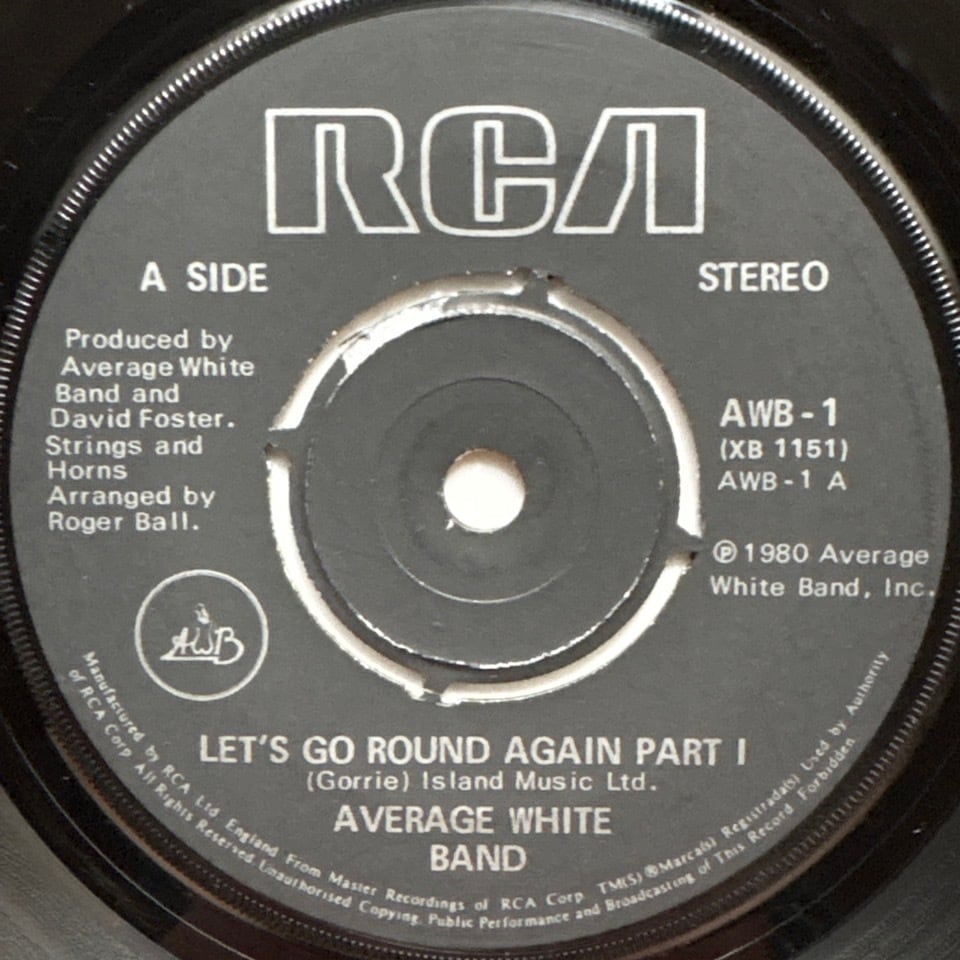 RCA
A SIDE
STEREO
Produced by
Average White
Band and
David Foster.
Strings and
Horns
Arranged by
Roger Ball.
AWB-1
(XB 1151)
AWB-1 A
℗ 1980 Average
White Band, Inc.
AWB
LET'S GO ROUND AGAIN PART I
(Gorrie) Island Music Ltd.
AVERAGE WHITE
BAND
Manufactured by RCA Ltd England From Master Recordings of RCA Corp TM(S) ® Marca(s) Registrada(s) Used by Authority
of RCA Corp All Rights Reserved Unauthorised Copying, Public Performance and Broadcasting of This Record Forbidden